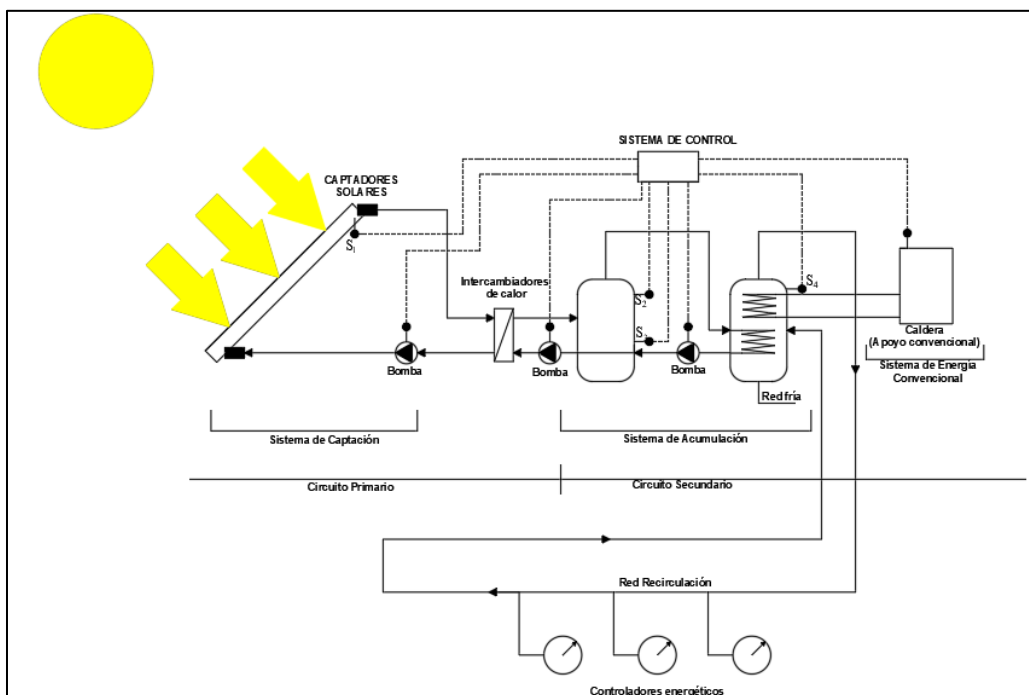 SISTEMA DE CONTROL
CAPTADORES
SOLARES
S1
Intercambiadores
de calor
S2
S
S4
Caldera
(Apoyo convencional)
Sistema de Energía
Convencional
Bomba
Bomba
Bomba
Red fría
Sistema de Captación
Sistema de Acumulación
Circuito Primario
Circuito Secundario
Red Recirculación
Controladores energéticos